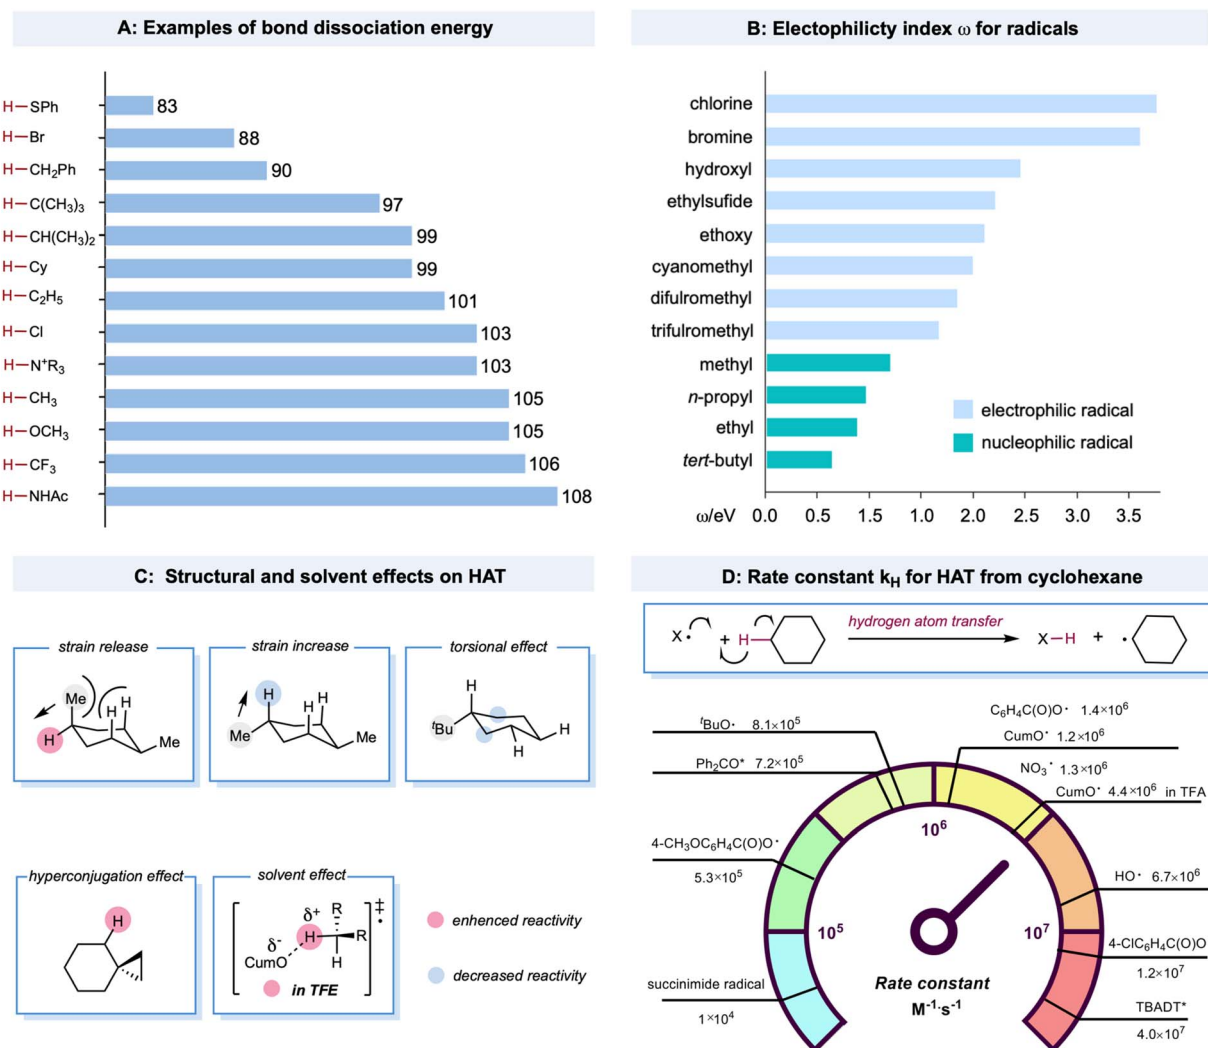 A: Examples of bond dissociation energy
H—SPh 83
H—Br 88
H—CH₂Ph 90
H—C(CH₃)₃ 97
H—CH(CH₃)₂ 99
H—Cy 99
H—C₂H₅ 101
H—Cl 103
H—N⁺R₃ 103
H—CH₃ 105
H—OCH₃ 105
H—CF₃ 106
H—NHAc 108
B: Electophilicty index ω for radicals
chlorine
bromine
hydroxyl
ethylsufide
ethoxy
cyanomethyl
difulromethyl
trifulromethyl
methyl
n-propyl
ethyl
tert-butyl
electrophilic radical
nucleophilic radical
ω/eV 0.0 0.5 1.5 2.0 2.5 3.0 3.5
C: Structural and solvent effects on HAT
strain release
Me
H
H
H
Me
strain increase
H
H
H
Me
Me
torsional effect
H
ᵗBu
H
H
hyperconjugation effect
H
solvent effect
R
δ⁺
H
R
δ⁻
CumO
H
in TFE
‡
enhenced reactivity
decreased reactivity
D: Rate constant k_H for HAT from cyclohexane
hydrogen atom transfer
X• + H
X—H + •
C₆H₄C(O)O• 1.4×10⁶
ᵗBuO• 8.1×10⁵
CumO• 1.2×10⁶
Ph₂CO* 7.2×10⁵
NO₃• 1.3×10⁶
CumO• 4.4×10⁶ in TFA
10⁶
4-CH₃OC₆H₄C(O)O•
5.3×10⁵
HO• 6.7×10⁶
10⁵
10⁷
4-ClC₆H₄C(O)O
1.2×10⁷
succinimide radical
1×10⁴
Rate constant
M⁻¹·s⁻¹
TBADT*
4.0×10⁷